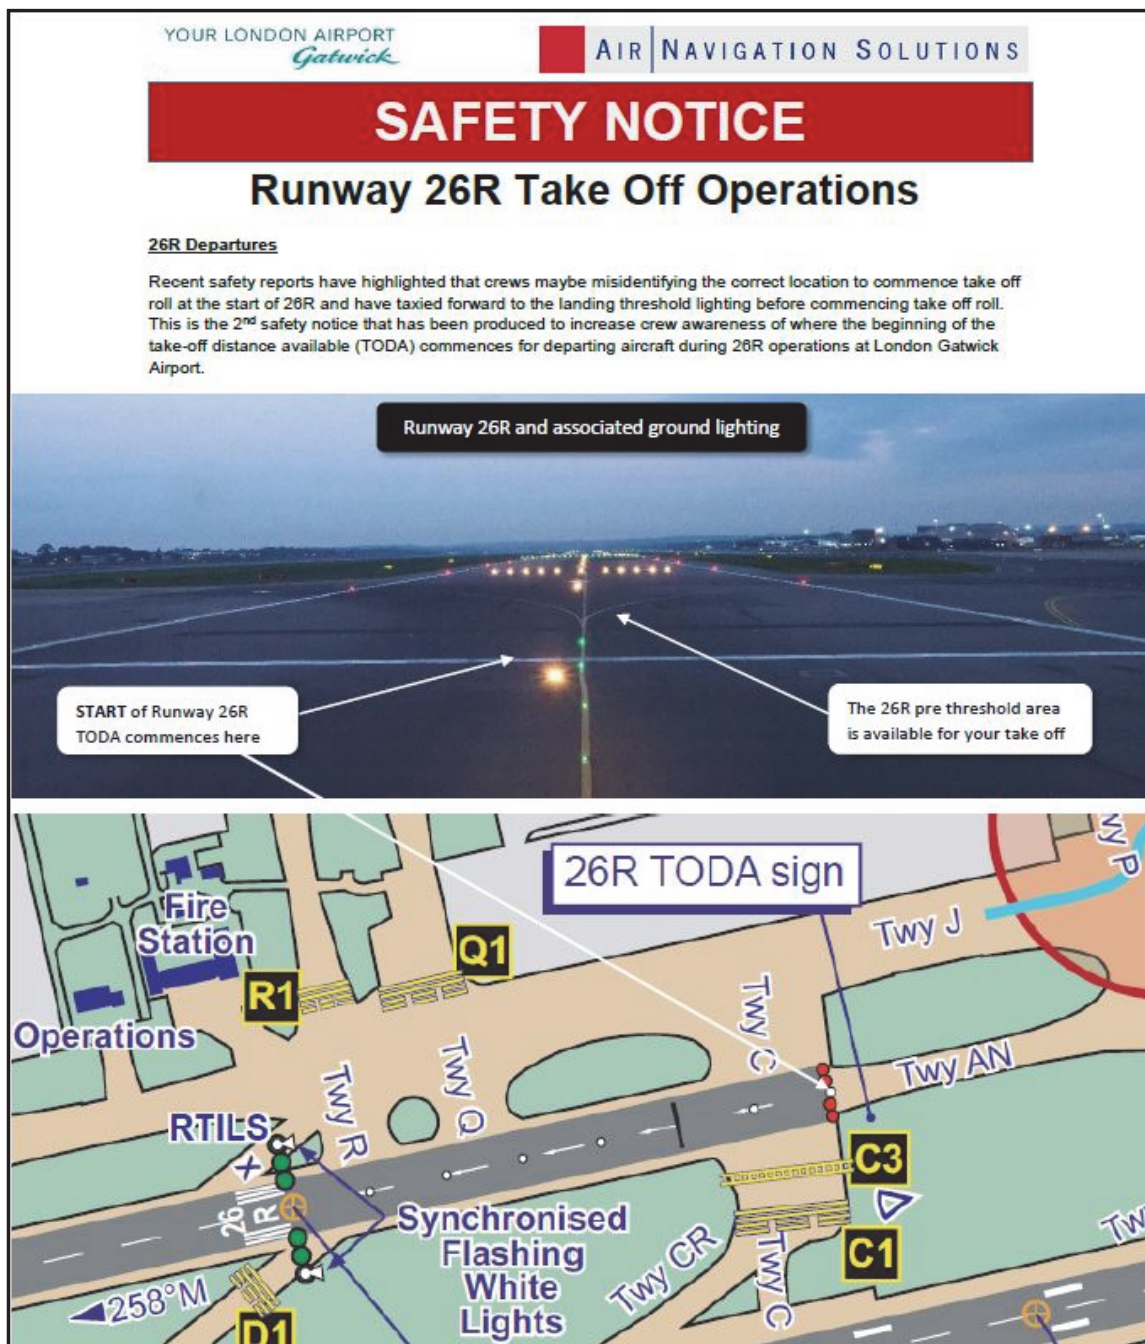 YOUR LONDON AIRPORT
Gatwick
AIR NAVIGATION SOLUTIONS
SAFETY NOTICE
Runway 26R Take Off Operations
26R Departures
Recent safety reports have highlighted that crews maybe misidentifying the correct location to commence take off
roll at the start of 26R and have taxied forward to the landing threshold lighting before commencing take off roll.
This is the 2nd safety notice that has been produced to increase crew awareness of where the beginning of the
take-off distance available (TODA) commences for departing aircraft during 26R operations at London Gatwick
Airport.
Runway 26R and associated ground lighting
START of Runway 26R
TODA commences here
The 26R pre threshold area
is available for your take off
26R TODA sign
Twy P
Twy J
Fire
Station
Q1
R1
Operations
Twy C
Twy AN
Twy Q
Twy R
RTILS
X
C3
26
R
Synchronised
Flashing
White
Lights
Twy CR
Twy C
C1
258°M
D1